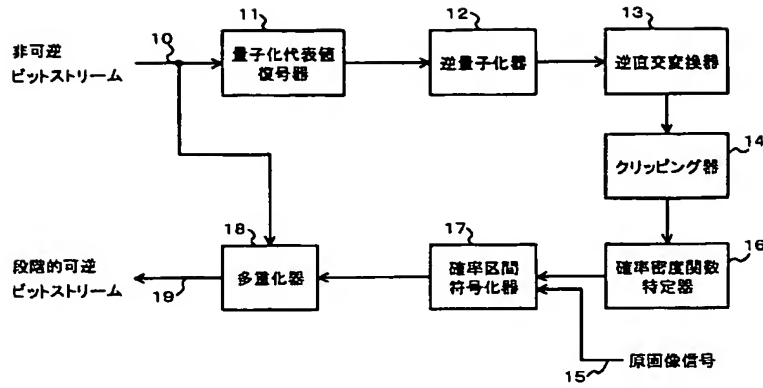 非可逆
ビットストリーム
10
11
量子化代表値
復号器
12
逆量子化器
13
逆直交変換器
14
クリッピング器
段階的可逆
ビットストリーム
19
18
多重化器
17
確率区間
符号化器
16
確率密度関数
特定器
15
原画像信号